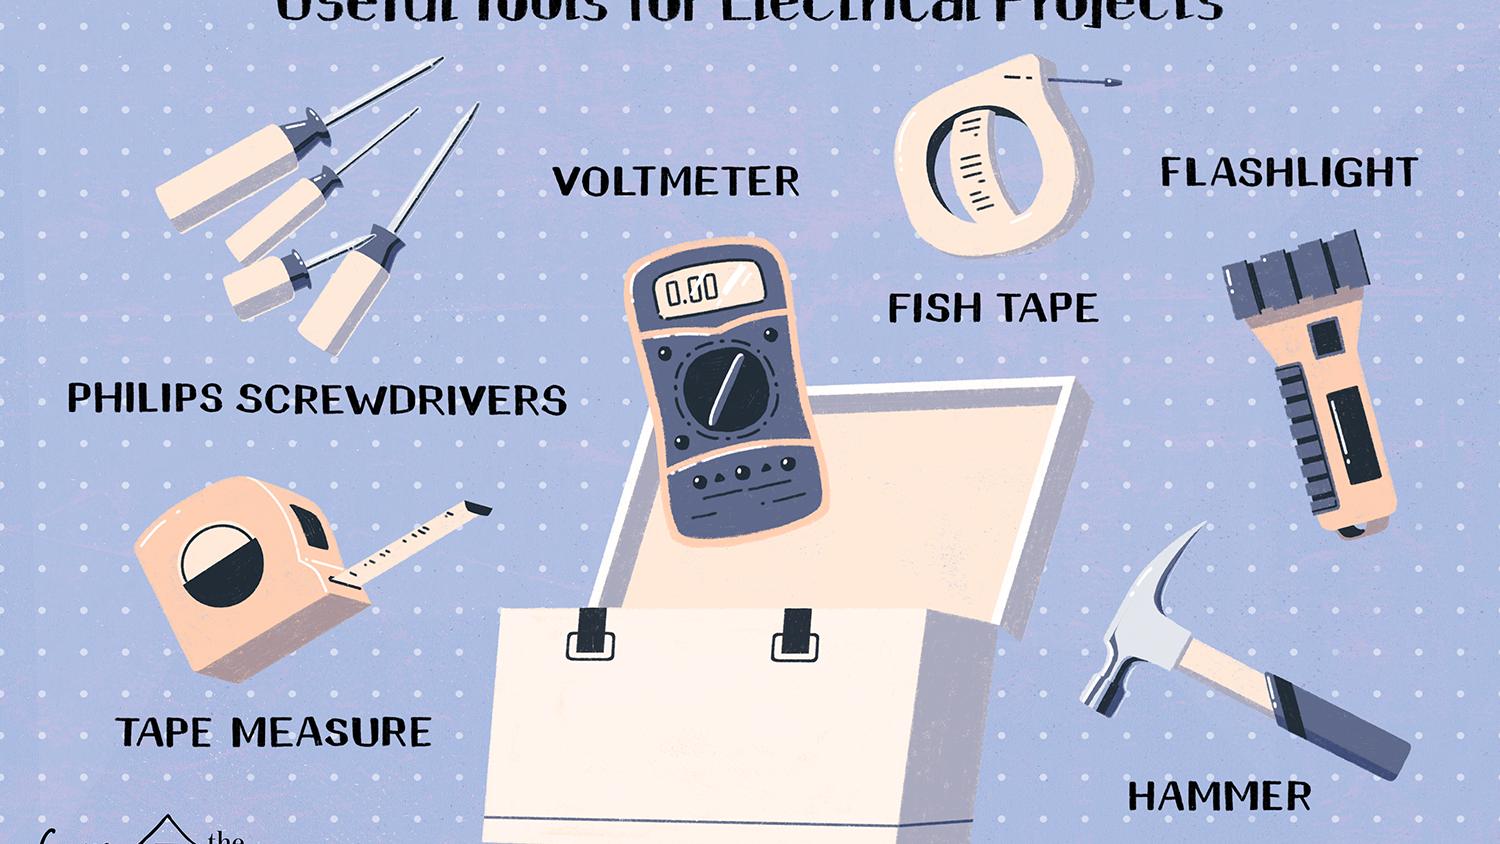 Useful Tools for Electrical Projects
VOLTMETER
FLASHLIGHT
FISH TAPE
PHILIPS SCREWDRIVERS
0.00
TAPE MEASURE
HAMMER
the